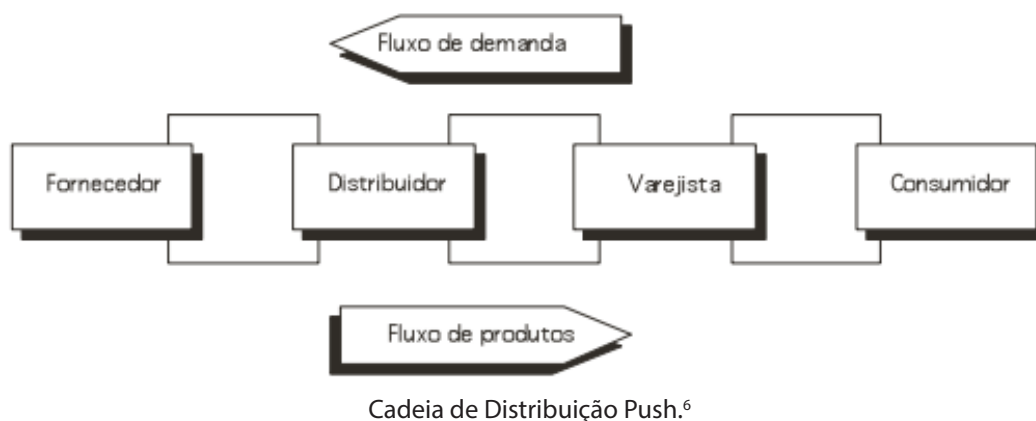 Fluxo de demanda
Fornecedor
Distribuidor
Varejista
Consumidor
Fluxo de produtos
Cadeia de Distribuição Push.⁶